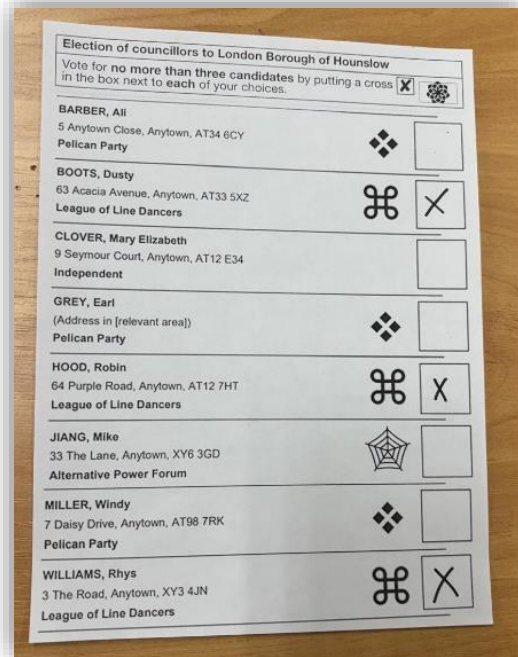 Election of councillors to London Borough of Hounslow
Vote for no more than three candidates by putting a cross X
in the box next to each of your choices.
BARBER, Ali
5 Anytown Close, Anytown, AT34 6CY
Pelican Party
BOOTS, Dusty
63 Acacia Avenue, Anytown, AT33 5XZ
League of Line Dancers
X
CLOVER, Mary Elizabeth
9 Seymour Court, Anytown, AT12 E34
Independent
GREY, Earl
(Address in [relevant area])
Pelican Party
HOOD, Robin
64 Purple Road, Anytown, AT12 7HT
League of Line Dancers
X
JIANG, Mike
33 The Lane, Anytown, XY6 3GD
Alternative Power Forum
MILLER, Windy
7 Daisy Drive, Anytown, AT98 7RK
Pelican Party
WILLIAMS, Rhys
3 The Road, Anytown, XY3 4JN
League of Line Dancers
X